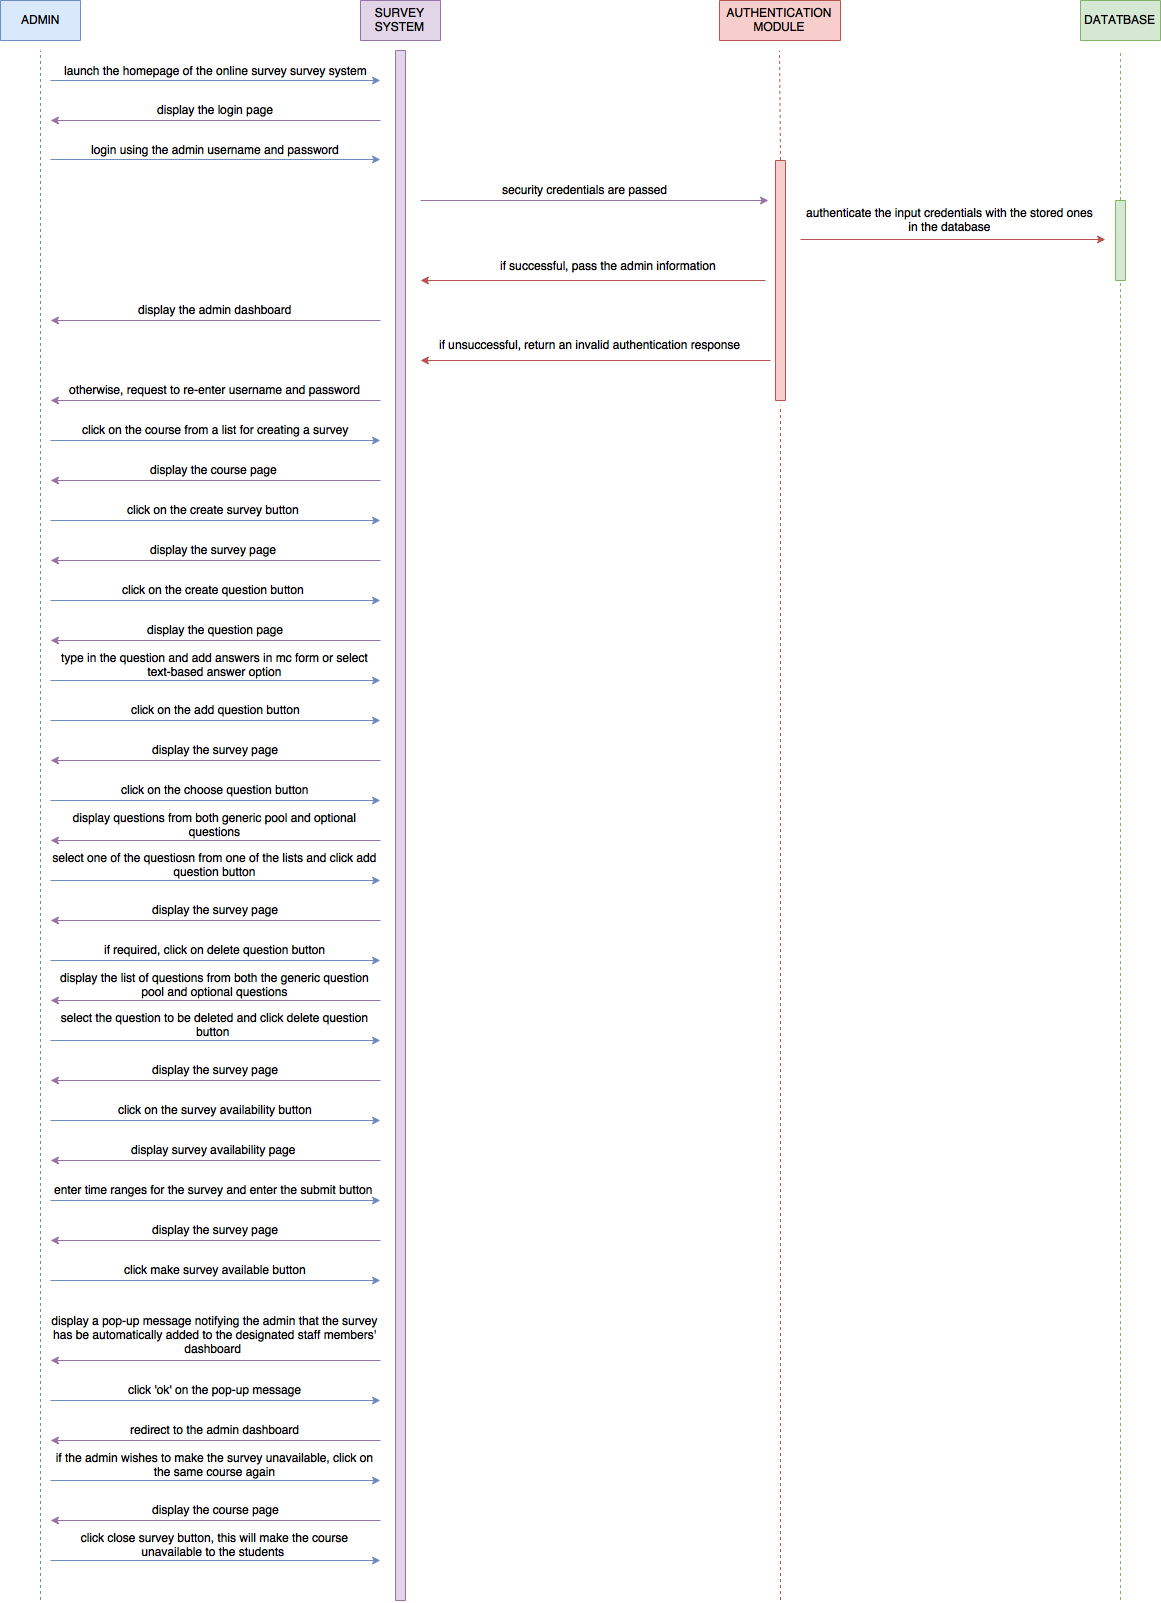 ADMIN
SURVEY
SYSTEM
AUTHENTICATION
MODULE
DATATBASE
launch the homepage of the online survey survey system
display the login page
login using the admin username and password
security credentials are passed
authenticate the input credentials with the stored ones
in the database
if successful, pass the admin information
display the admin dashboard
if unsuccessful, return an invalid authentication response
otherwise, request to re-enter username and password
click on the course from a list for creating a survey
display the course page
click on the create survey button
display the survey page
click on the create question button
display the question page
type in the question and add answers in mc form or select
text-based answer option
click on the add question button
display the survey page
click on the choose question button
display questions from both generic pool and optional
questions
select one of the questiosn from one of the lists and click add
question button
display the survey page
if required, click on delete question button
display the list of questions from both the generic question
pool and optional questions
select the question to be deleted and click delete question
button
display the survey page
click on the survey availability button
display survey availability page
enter time ranges for the survey and enter the submit button
display the survey page
click make survey available button
display a pop-up message notifying the admin that the survey
has be automatically added to the designated staff members'
dashboard
click 'ok' on the pop-up message
redirect to the admin dashboard
if the admin wishes to make the survey unavailable, click on
the same course again
display the course page
click close survey button, this will make the course
unavailable to the students